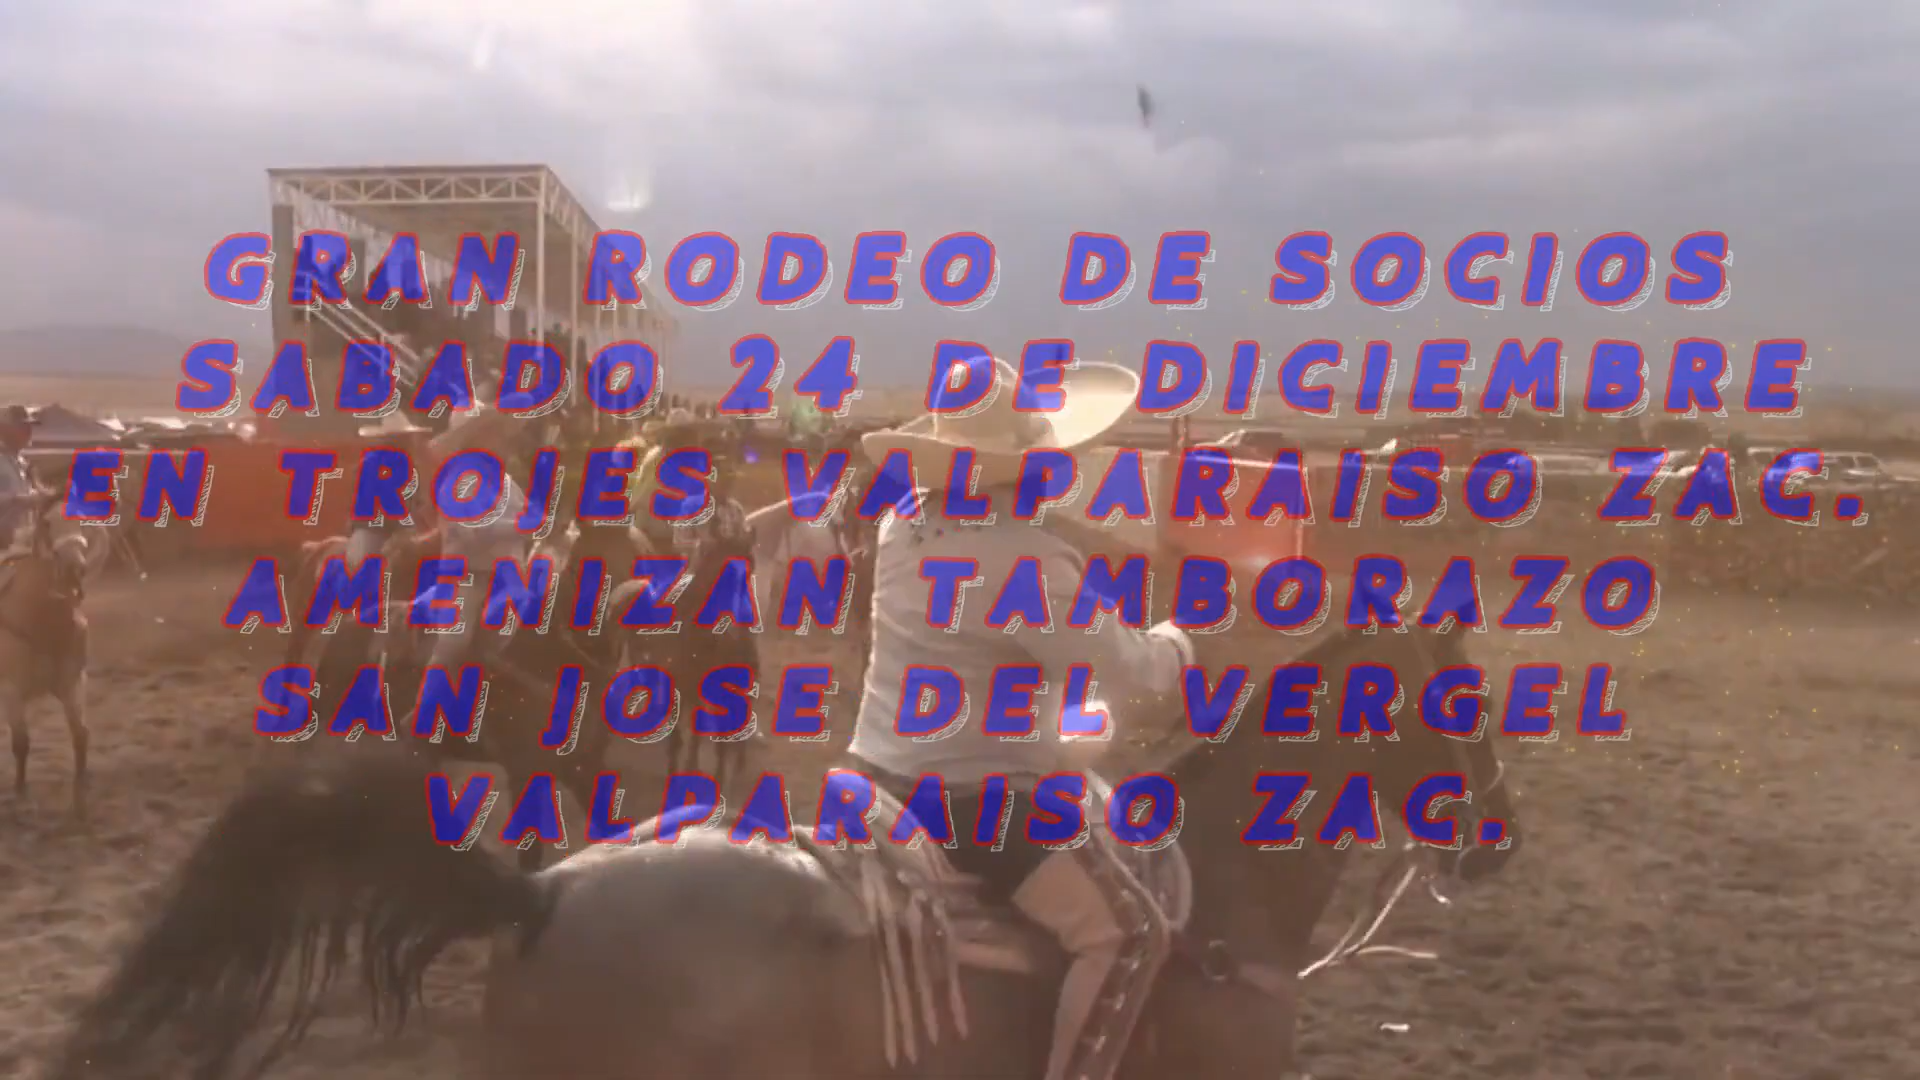 GRAN RODEO DE SOCIOS
SABADO 24 DE DICIEMBRE
EN TROJES VALPARAISO ZAC.
AMENIZAN TAMBORAZO
SAN JOSE DEL VERGEL
VALPARAISO ZAC.